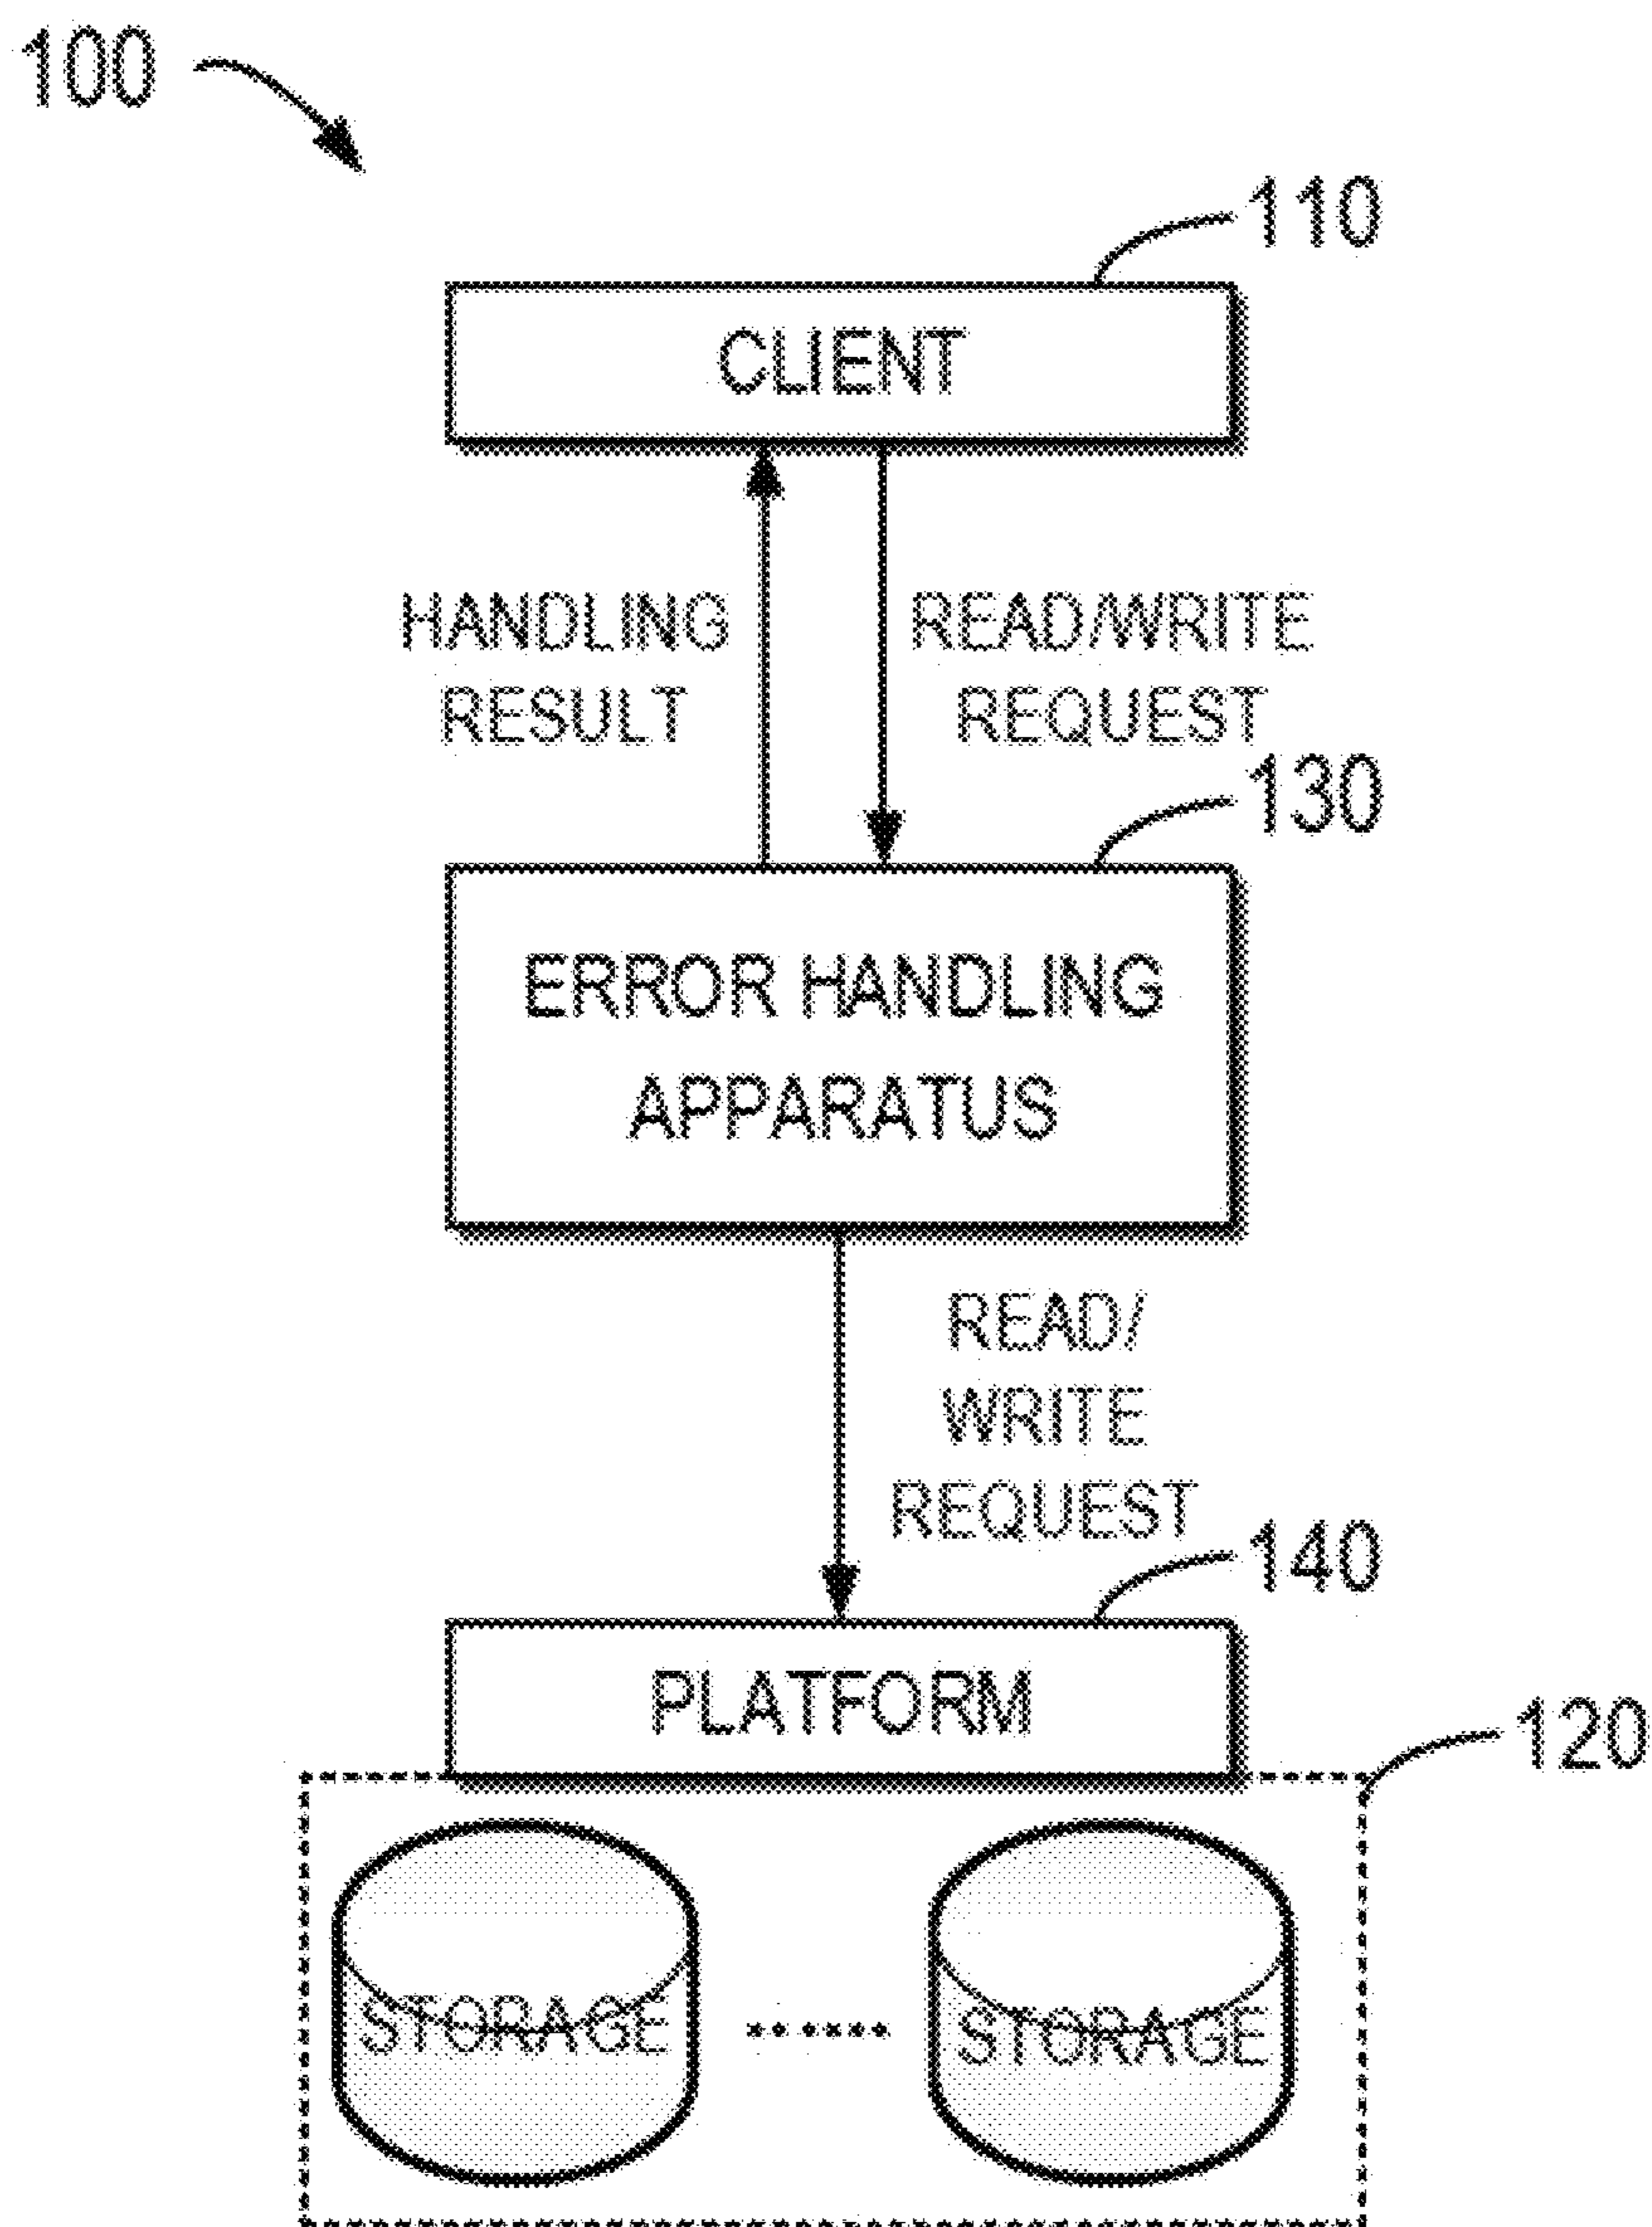 100
110
CLIENT
HANDLING
RESULT
READ/WRITE
REQUEST
130
ERROR HANDLING
APPARATUS
READ/
WRITE
REQUEST
140
PLATFORM
120
STORAGE
STORAGE